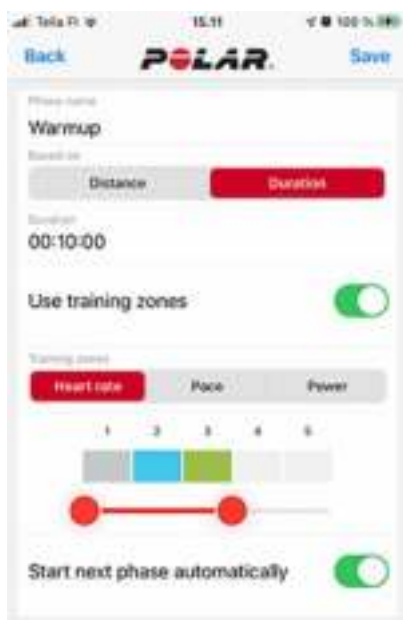 Telia FI 15.11 100 %
Back POLAR. Save
Phase name
Warmup
Based on
Distance Duration
Duration
00:10:00
Use training zones
Training zones
Heart rate Pace Power
1 2 3 4 5
Start next phase automatically